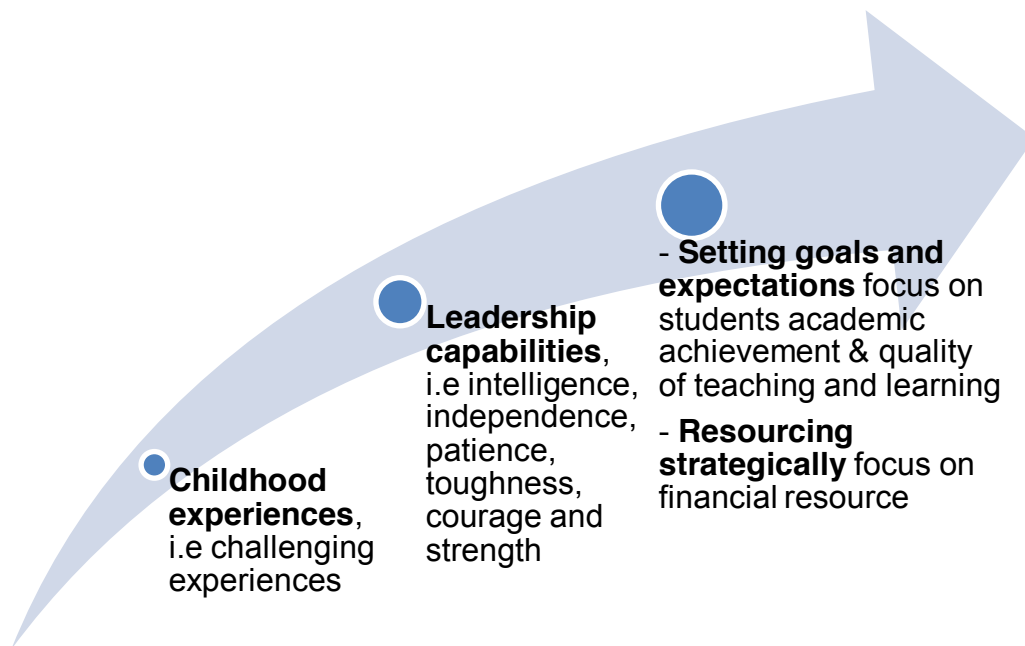 Childhood
experiences,
i.e challenging
experiences
Leadership
capabilities,
i.e intelligence,
independence,
patience,
toughness,
courage and
strength
- Setting goals and
expectations focus on
students academic
achievement & quality
of teaching and learning
- Resourcing
strategically focus on
financial resource